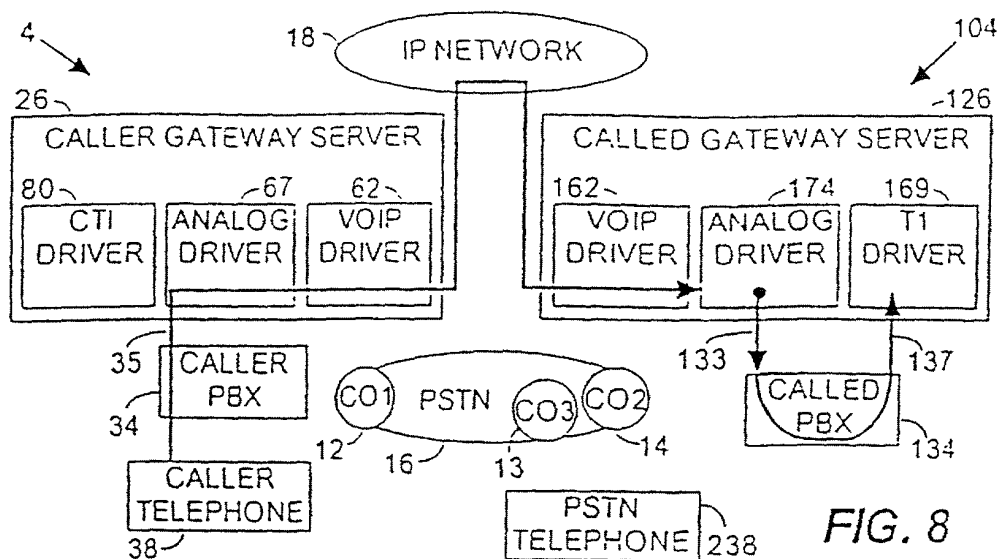 4
18
IP NETWORK
104
26
126
CALLER GATEWAY SERVER
CALLED GATEWAY SERVER
80
67
62
162
174
169
CTI
DRIVER
ANALOG
DRIVER
VOIP
DRIVER
VOIP
DRIVER
ANALOG
DRIVER
T1
DRIVER
35
133
137
CALLER
PBX
34
CO1
PSTN
CO3
CO2
CALLED
PBX
134
12
16
13
14
CALLER
TELEPHONE
38
PSTN
TELEPHONE
238
FIG. 8